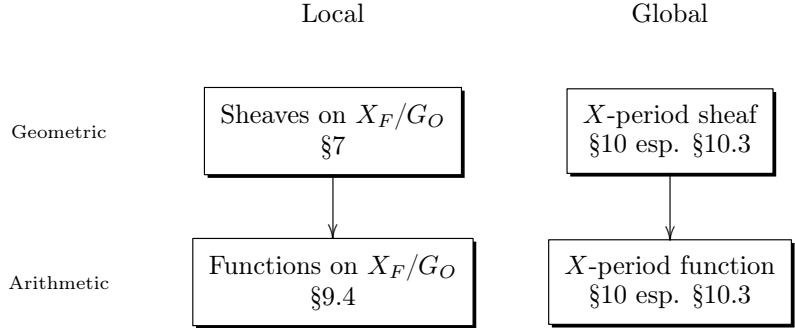 Local Global
Geometric
Sheaves on $X_F/G_O$
§7
X-period sheaf
§10 esp. §10.3
Arithmetic
Functions on $X_F/G_O$
§9.4
X-period function
§10 esp. §10.3